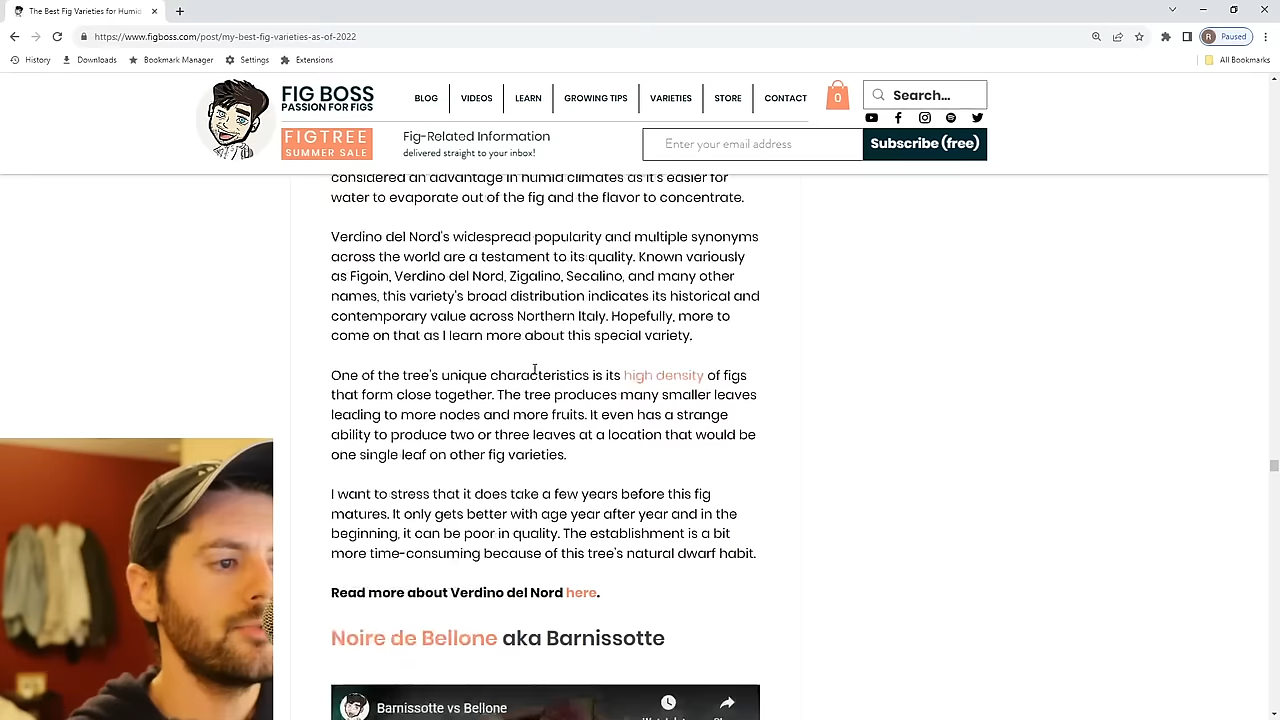 The Best Fig Varieties for Humid
https://www.figboss.com/post/my-best-fig-varieties-as-of-2022
R Paused
History Downloads Bookmark Manager Settings Extensions All Bookmarks
FIG BOSS
PASSION FOR FIGS
BLOG VIDEOS LEARN GROWING TIPS VARIETIES STORE CONTACT 0 Search...
FIGTREE
SUMMER SALE
Fig-Related Information
delivered straight to your inbox!
Enter your email address
Subscribe (free)
considered an advantage in humid climates as it's easier for
water to evaporate out of the fig and the flavor to concentrate.
Verdino del Nord's widespread popularity and multiple synonyms
across the world are a testament to its quality. Known variously
as Figoin, Verdino del Nord, Zigalino, Secalino, and many other
names, this variety's broad distribution indicates its historical and
contemporary value across Northern Italy. Hopefully, more to
come on that as I learn more about this special variety.
One of the tree's unique characteristics is its high density of figs
that form close together. The tree produces many smaller leaves
leading to more nodes and more fruits. It even has a strange
ability to produce two or three leaves at a location that would be
one single leaf on other fig varieties.
I want to stress that it does take a few years before this fig
matures. It only gets better with age year after year and in the
beginning, it can be poor in quality. The establishment is a bit
more time-consuming because of this tree's natural dwarf habit.
Read more about Verdino del Nord here.
Noire de Bellone aka Barnissotte
Barnissotte vs Bellone